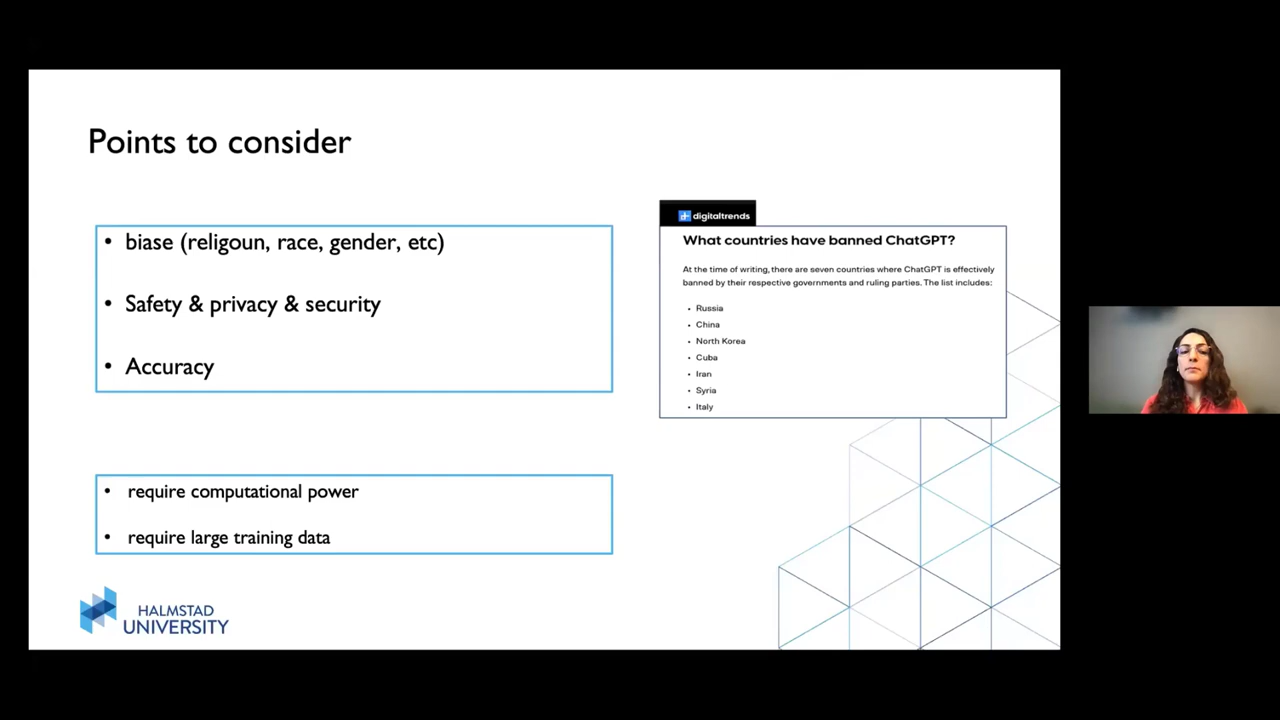 Points to consider
• biase (religoun, race, gender, etc)
• Safety & privacy & security
• Accuracy
• require computational power
• require large training data
digitaltrends
What countries have banned ChatGPT?
At the time of writing, there are seven countries where ChatGPT is effectively
banned by their respective governments and ruling parties. The list includes:
• Russia
• China
• North Korea
• Cuba
• Iran
• Syria
• Italy
HALMSTAD
UNIVERSITY